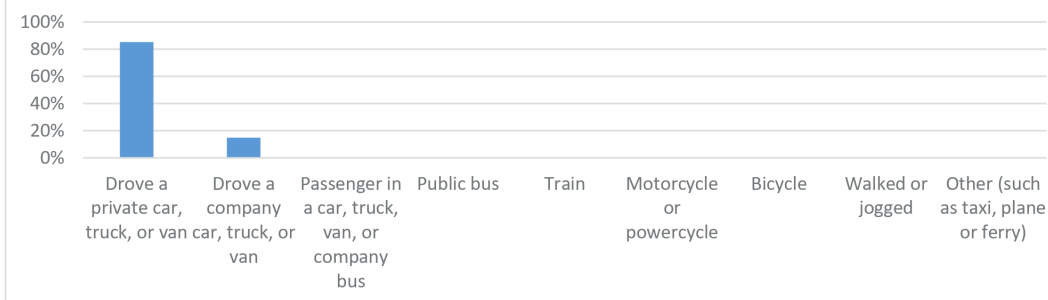 100%
80%
60%
40%
20%
0%
Drove a
private car,
truck, or van
Drove a
company
car, truck, or
van
Passenger in
a car, truck,
van, or
company
bus
Public bus
Train
Motorcycle
or
powercycle
Bicycle
Walked or
jogged
Other (such
as taxi, plane
or ferry)